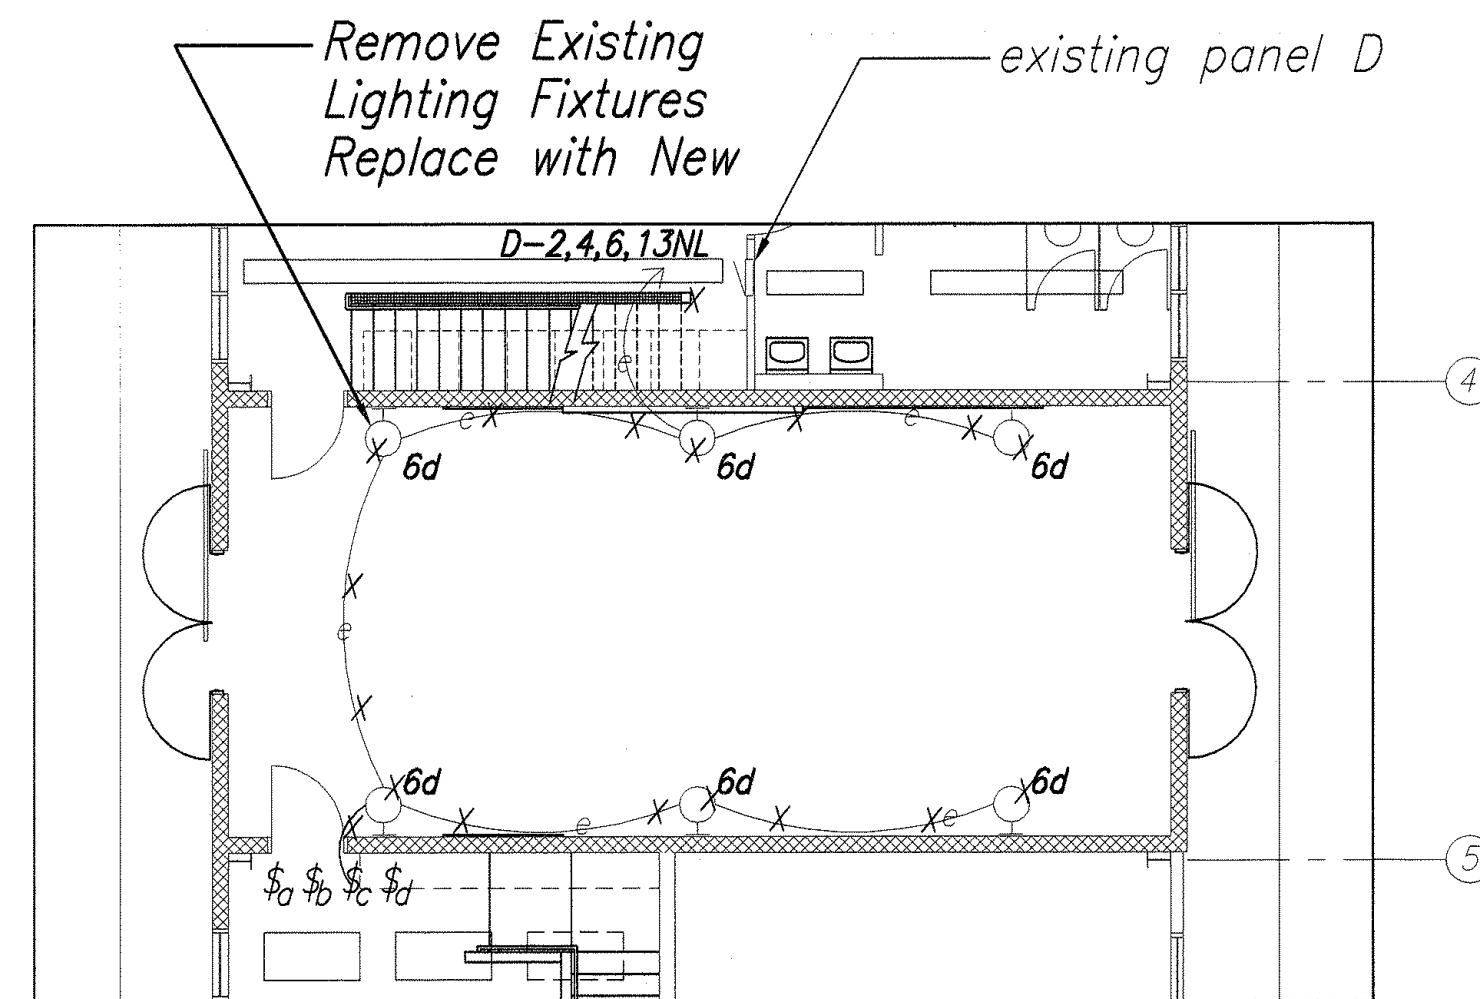 Remove Existing
Lighting Fixtures
Replace with New
existing panel D
D-2,4,6,13NL
e
4
e
e
X
X
X
X
X
X
X
X
6d
6d
6d
X
e
X
6d
6d
6d
X
X
X
X
X
X
X
X
e
e
5
$a $b $c $d